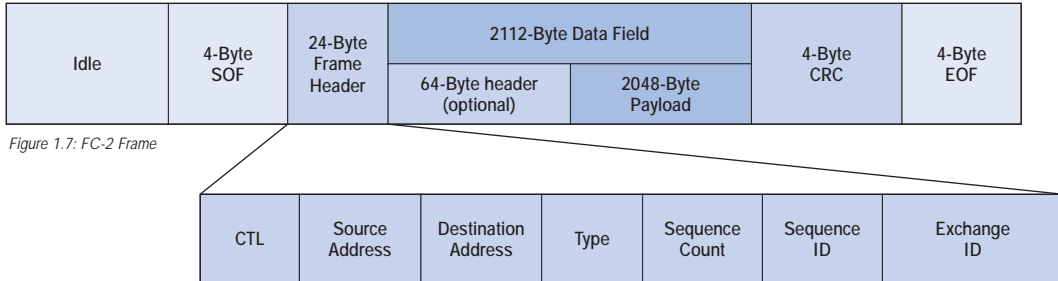 Idle
4-Byte
SOF
24-Byte
Frame
Header
2112-Byte Data Field
64-Byte header
(optional)
2048-Byte
Payload
4-Byte
CRC
4-Byte
EOF
Figure 1.7: FC-2 Frame
CTL
Source
Address
Destination
Address
Type
Sequence
Count
Sequence
ID
Exchange
ID